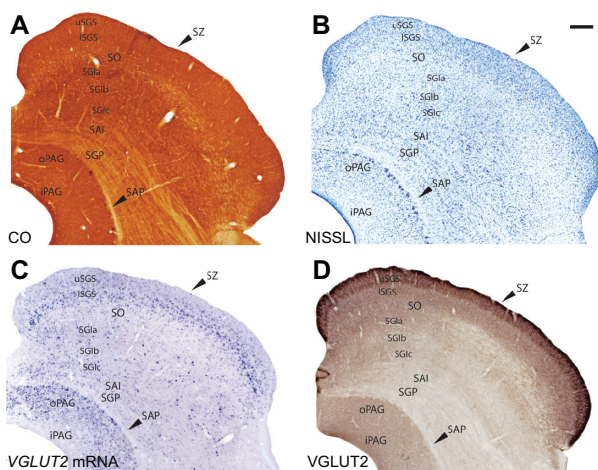 A
uSGS
lSGS
SZ
SO
SGIa
SGIb
SGIc
SAI
SGP
oPAG
SAP
iPAG
CO
B
uSGS
lSGS
SZ
SO
SGIa
SGIb
SGIc
SAI
SGP
oPAG
SAP
iPAG
NISSL
C
uSGS
lSGS
SZ
SO
SGIa
SGIb
SGIc
SAI
SGP
oPAG
SAP
iPAG
VGLUT2 mRNA
D
uSGS
lSGS
SZ
SO
SGIa
SGIb
SGIc
SAI
SGP
oPAG
SAP
iPAG
VGLUT2